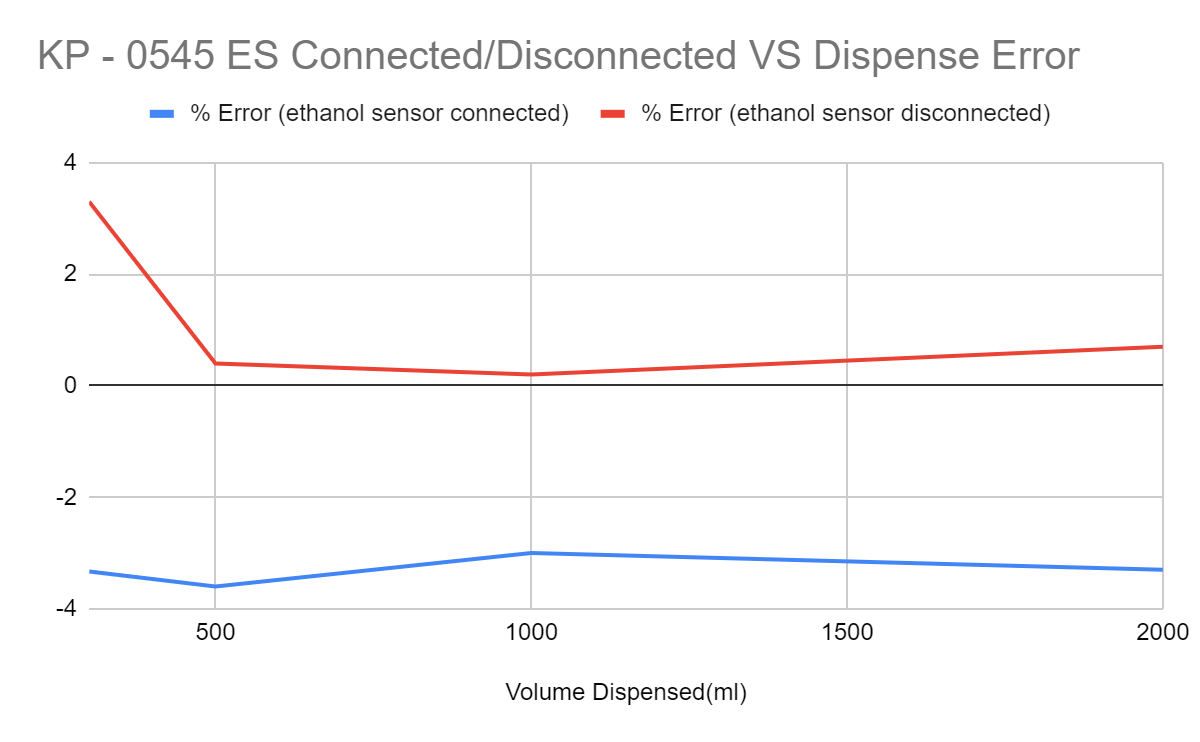 KP - 0545 ES Connected/Disconnected VS Dispense Error
% Error (ethanol sensor connected) % Error (ethanol sensor disconnected)
4
2
0
-2
-4
500 1000 1500 2000
Volume Dispensed(ml)